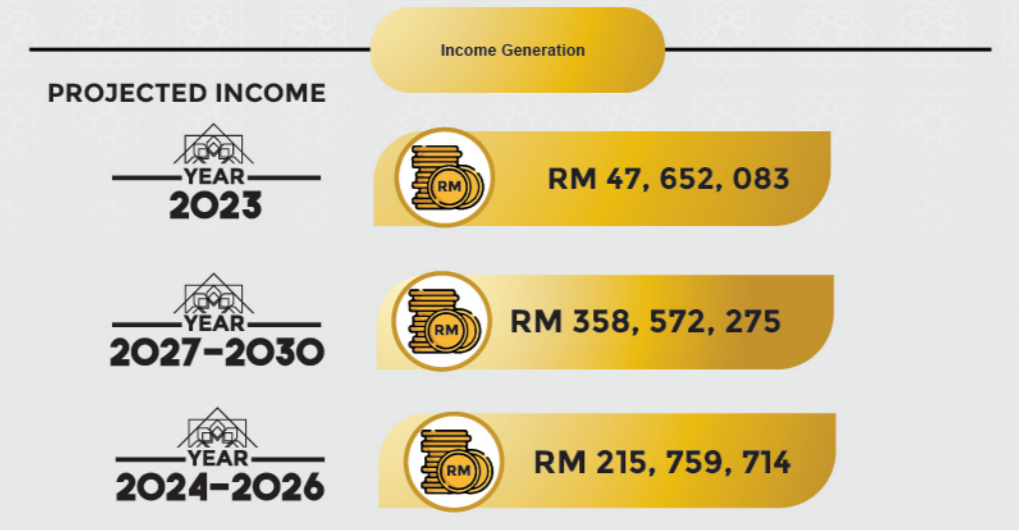 Income Generation
PROJECTED INCOME
YEAR
2023
RM
RM 47, 652, 083
YEAR
2027-2030
RM
RM 358, 572, 275
YEAR
2024-2026
RM
RM 215, 759, 714